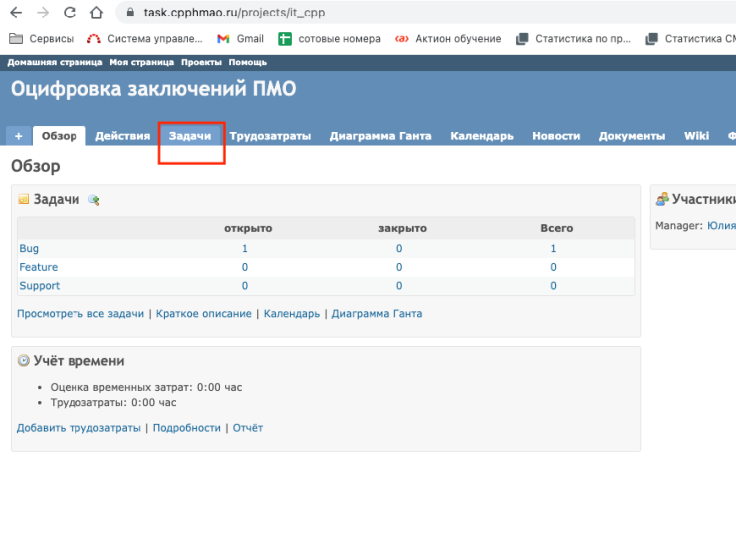 task.cpphmao.ru/projects/it_cpp
Сервисы Система управле... Gmail сотовые номера Актион обучение Статистика по пр... Статистика СМ
Домашняя страница Моя страница Проекты Помощь
Оцифровка заключений ПМО
+ Обзор Действия Задачи Трудозатраты Диаграмма Ганта Календарь Новости Документы Wiki Ф
Обзор
Задачи
открыто закрыто Всего
Bug 1 0 1
Feature 0 0 0
Support 0 0 0
Просмотреть все задачи | Краткое описание | Календарь | Диаграмма Ганта
Учёт времени
• Оценка временных затрат: 0:00 час
• Трудозатраты: 0:00 час
Добавить трудозатраты | Подробности | Отчёт
Участники
Manager: Юлия